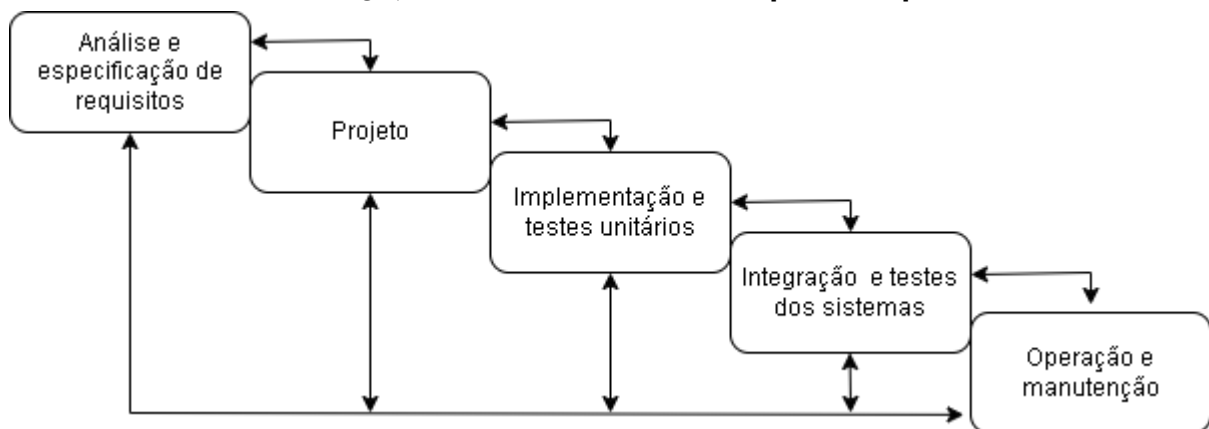 Análise e
especificação de
requisitos
Projeto
Implementação e
testes unitários
Integração e testes
dos sistemas
Operação e
manutenção